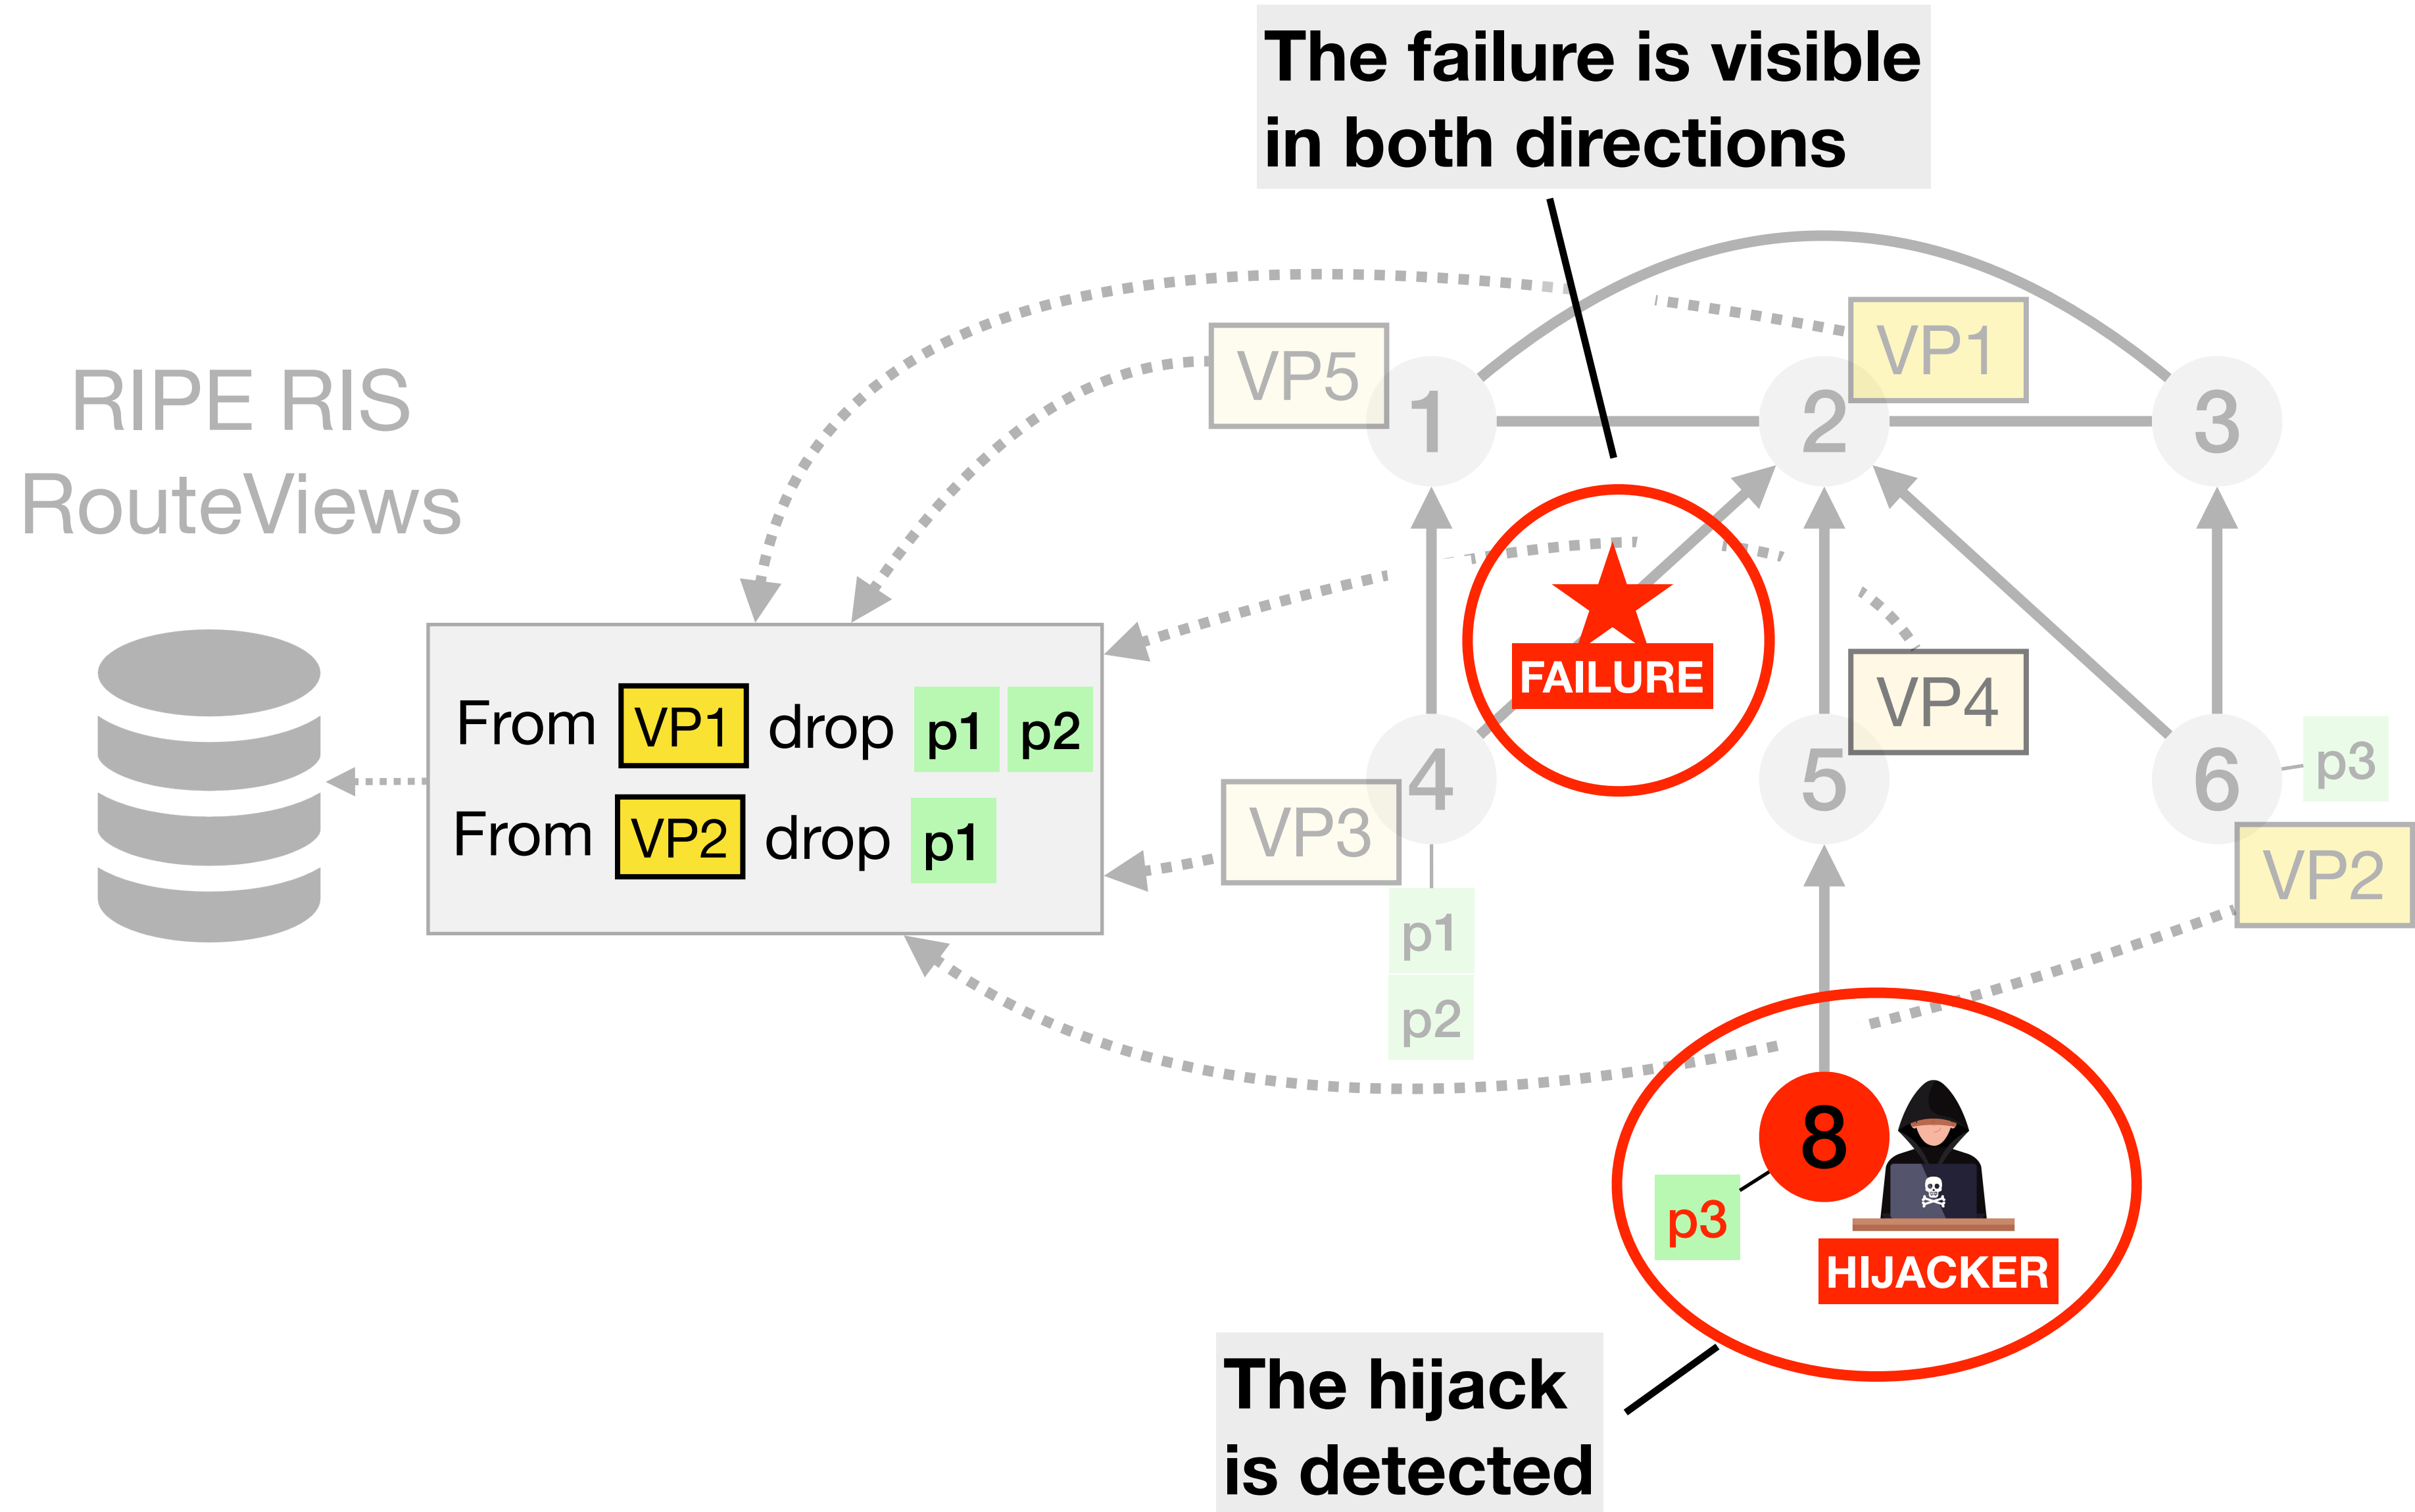 The failure is visible
in both directions
RIPE RIS
RouteViews
VP5
VP1
1
2
3
FAILURE
From VP1 drop p1 p2
From VP2 drop p1
VP4
VP3
4
5
6
p3
VP2
p1
p2
8
p3
HIJACKER
The hijack
is detected